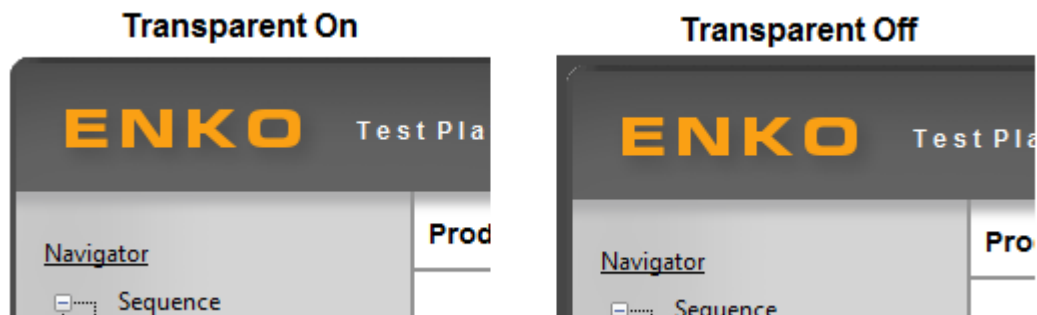 Transparent On
Transparent Off
ENKO Test Pla
Navigator
Prod
Sequence
ENKO Test Pla
Navigator
Pro
Sequence